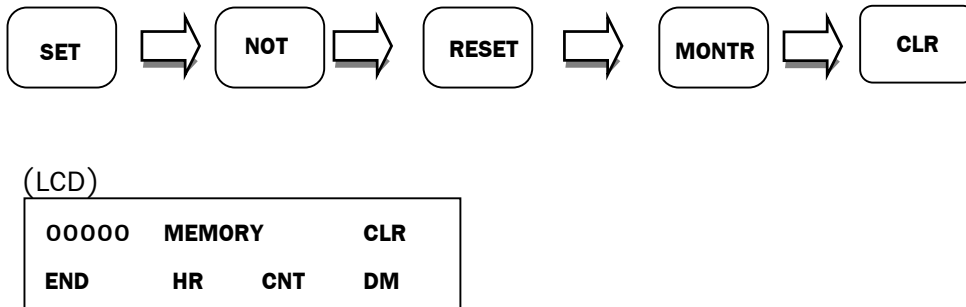 SET NOT RESET MONTR CLR
(LCD)
00000 MEMORY CLR
END HR CNT DM